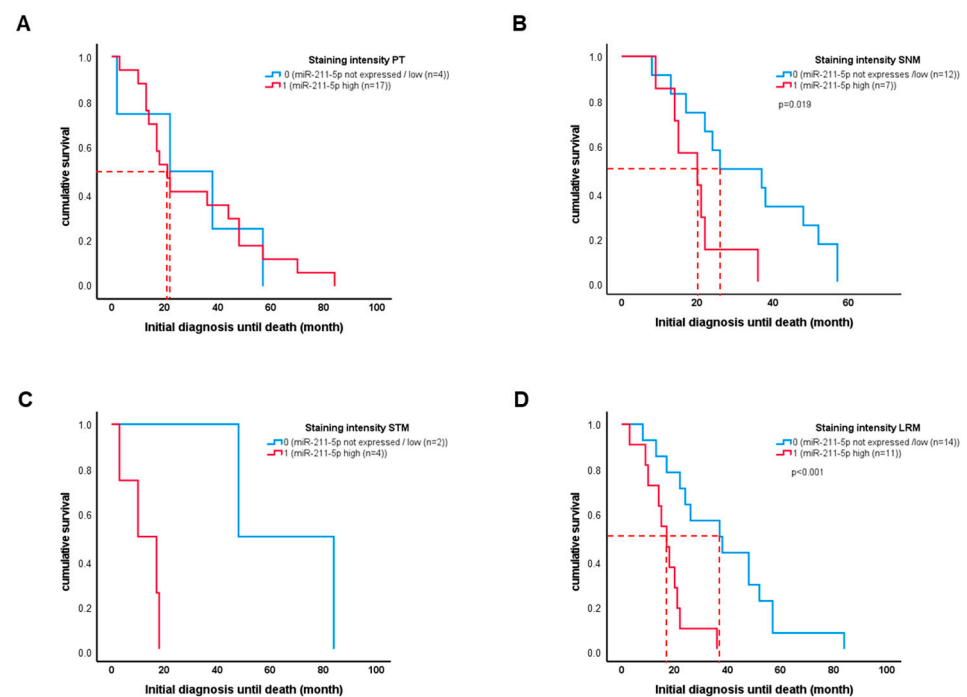 A
Staining intensity PT
0 (miR-211-5p not expressed / low (n=4))
1 (miR-211-5p high (n=17))
cumulative survival
1.0
0.8
0.6
0.4
0.2
0.0
0 20 40 60 80 100
Initial diagnosis until death (month)
B
Staining intensity SNM
0 (miR-211-5p not expresses /low (n=12))
1 (miR-211-5p high (n=7))
p=0.019
cumulative survival
1.0
0.8
0.6
0.4
0.2
0.0
0 20 40 60
Initial diagnosis until death (month)
C
Staining intensity STM
0 (miR-211-5p not expressed / low (n=2))
1 (miR-211-5p high (n=4))
cumulative survival
1.0
0.8
0.6
0.4
0.2
0.0
0 20 40 60 80 100
Initial diagnosis until death (month)
D
Staining intensity LRM
0 (miR-211-5p not expressed /low (n=14))
1 (miR-211-5p high (n=11))
p<0.001
cumulative survival
1.0
0.8
0.6
0.4
0.2
0.0
0 20 40 60 80 100
Initial diagnosis until death (month)